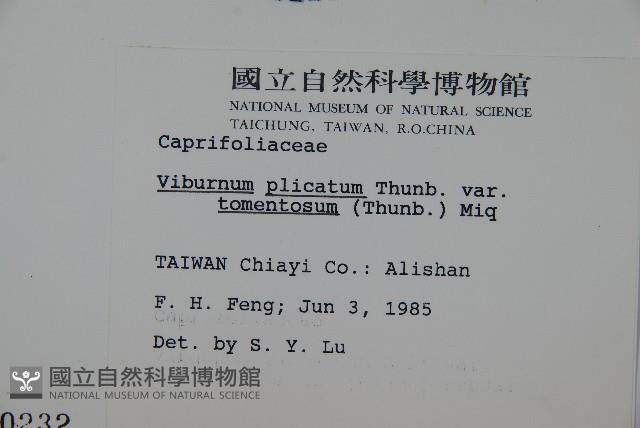 國立自然科學博物館
NATIONAL MUSEUM OF NATURAL SCIENCE
TAICHUNG, TAIWAN, R.O.CHINA
Caprifoliaceae
Viburnum plicatum Thunb. var.
tomentosum (Thunb.) Miq
TAIWAN Chiayi Co.: Alishan
F. H. Feng; Jun 3, 1985
Det. by S. Y. Lu
國立自然科學博物館
NATIONAL MUSEUM OF NATURAL SCIENCE
0232